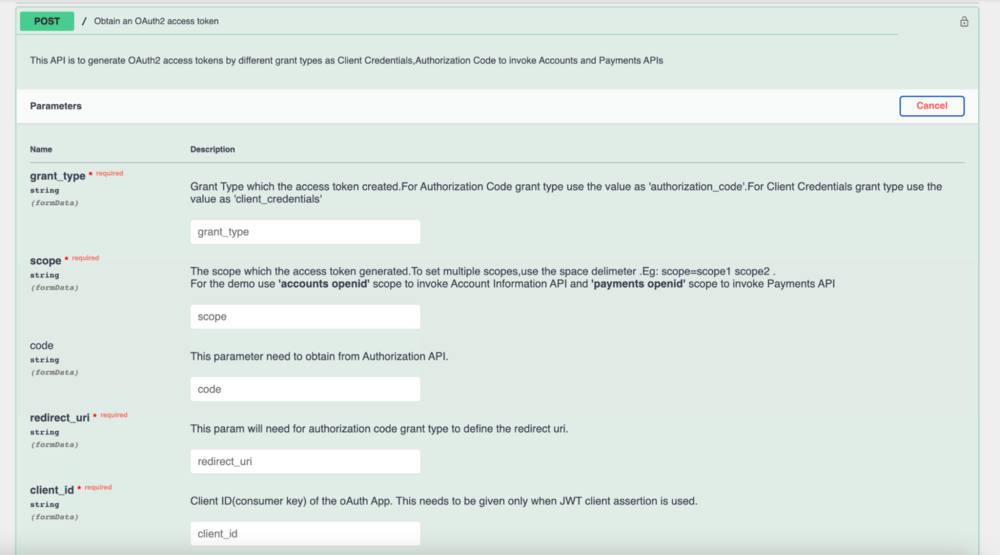 POST / Obtain an OAuth2 access token
This API is to generate OAuth2 access tokens by different grant types as Client Credentials,Authorization Code to invoke Accounts and Payments APIs
Parameters
Cancel
Name Description
grant_type * required
string
(formData)
Grant Type which the access token created.For Authorization Code grant type use the value as 'authorization_code'.For Client Credentials grant type use the
value as 'client_credentials'
grant_type
scope * required
string
(formData)
The scope which the access token generated.To set multiple scopes,use the space delimeter .Eg: scope=scope1 scope2 .
For the demo use 'accounts openid' scope to invoke Account Information API and 'payments openid' scope to invoke Payments API
scope
code
string
(formData)
This parameter need to obtain from Authorization API.
code
redirect_uri * required
string
(formData)
This param will need for authorization code grant type to define the redirect uri.
redirect_uri
client_id * required
string
(formData)
Client ID(consumer key) of the oAuth App. This needs to be given only when JWT client assertion is used.
client_id